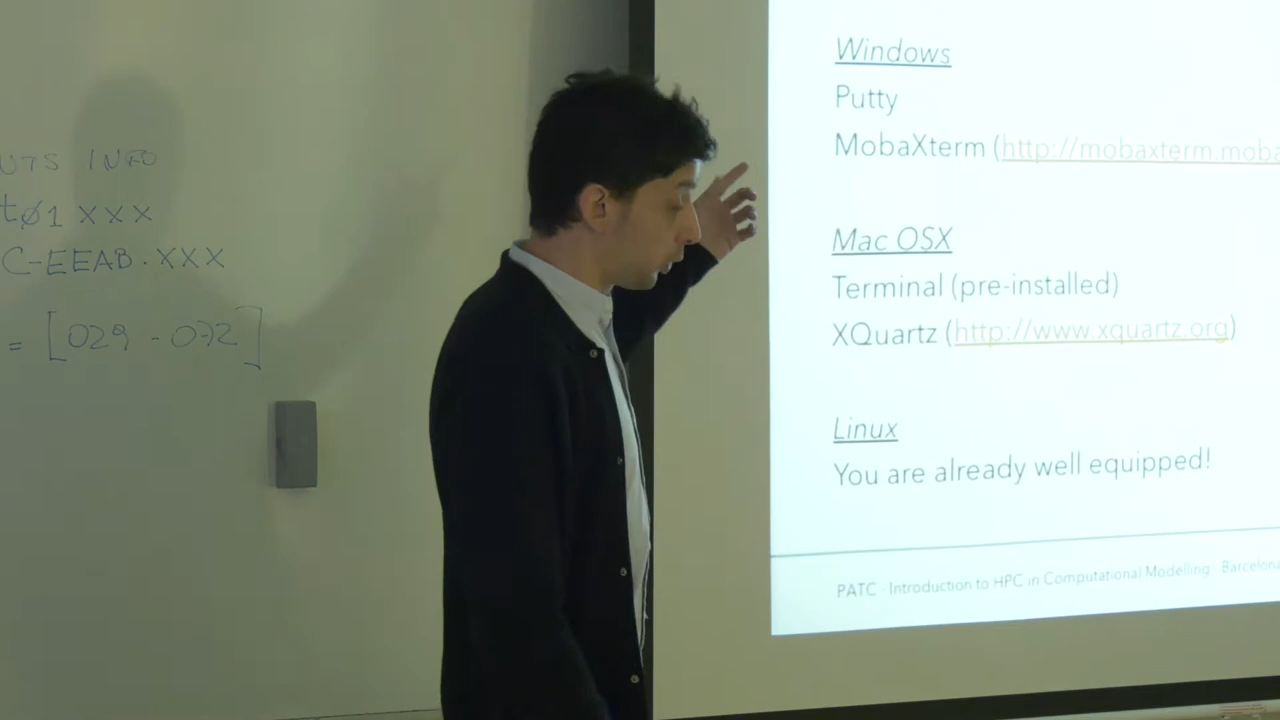 UTS INFO
tø1 XXX
C-EEAB.XXX
= [029 - 072]
Windows
Putty
MobaXterm (http://mobaxterm.moba
Mac OSX
Terminal (pre-installed)
XQuartz (http://www.xquartz.org)
Linux
You are already well equipped!
PATC - Introduction to HPC in Computational Modelling - Barcelona